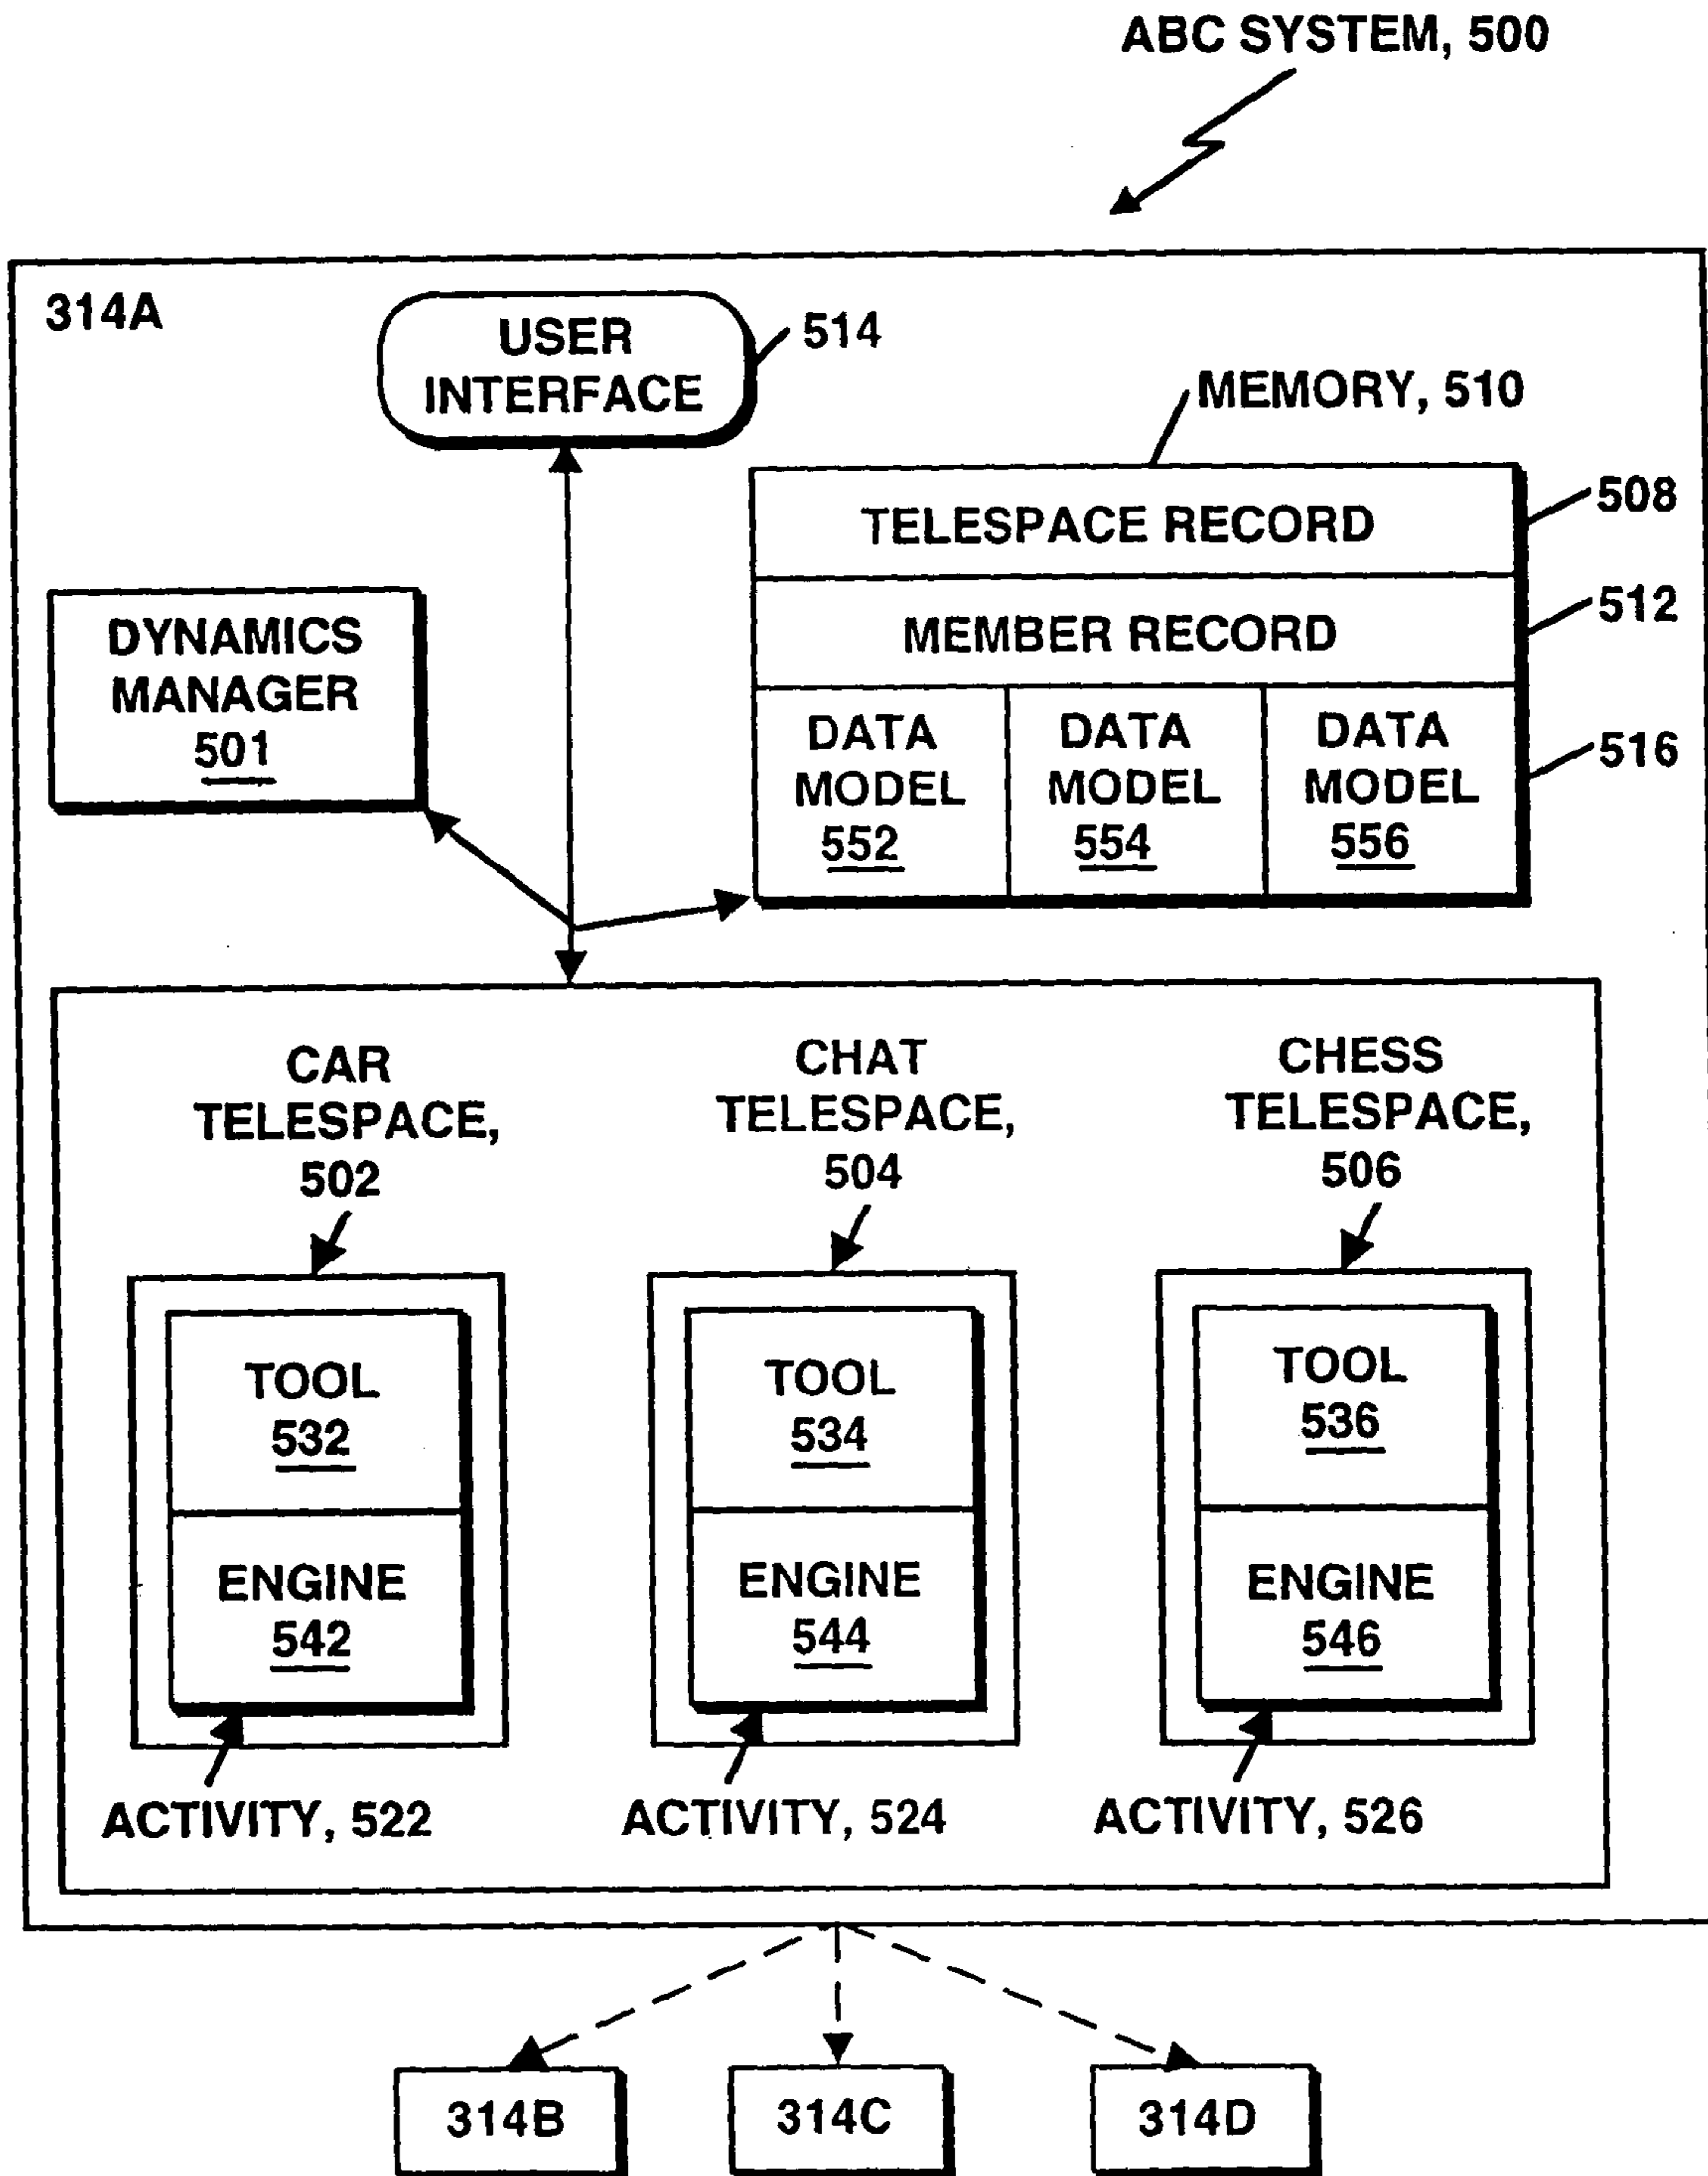 ABC SYSTEM, 500
314A
USER
INTERFACE
514
MEMORY, 510
TELESPACE RECORD
508
MEMBER RECORD
512
DYNAMICS
MANAGER
501
DATA
MODEL
552
DATA
MODEL
554
DATA
MODEL
556
516
CAR
TELESPACE,
502
CHAT
TELESPACE,
504
CHESS
TELESPACE,
506
TOOL
532
ENGINE
542
TOOL
534
ENGINE
544
TOOL
536
ENGINE
546
ACTIVITY, 522
ACTIVITY, 524
ACTIVITY, 526
314B
314C
314D